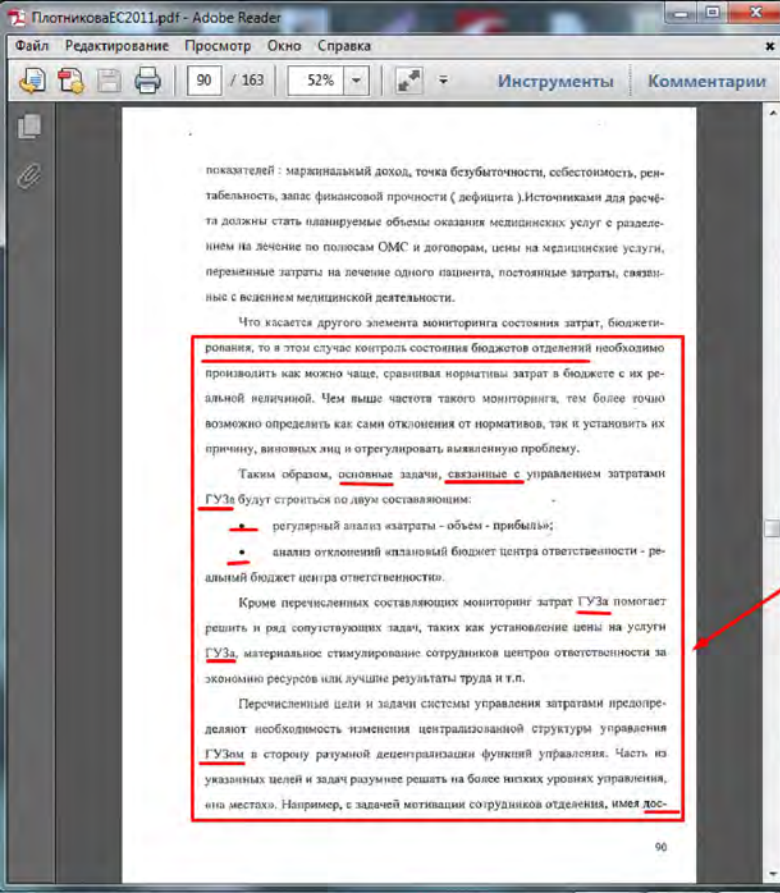 ПлотниковаЕС2011.pdf - Adobe Reader
Файл Редактирование Просмотр Окно Справка
90 / 163 52% Инструменты Комментарии
показателей : маржинальный доход, точка безубыточности, себестоимость, рен-
табельность, запас финансовой прочности ( дефицита ).Источниками для расчё-
та должны стать планируемые объемы оказания медицинских услуг с разделе-
нием на лечение по полюсам ОМС и договорам, цены на медицинские услуги,
переменные затраты на лечение одного пациента, постоянные затраты, связан-
ные с ведением медицинской деятельности.
Что касается другого элемента мониторинга состояния затрат, бюджети-
рования, то в этом случае контроль состояния бюджетов отделений необходимо
производить как можно чаще, сравнивая нормативы затрат в бюджете с их ре-
альной величиной. Чем выше частота такого мониторинга, тем более точно
возможно определить как сами отклонения от нормативов, так и установить их
причину, виновных лиц и отрегулировать выявленную проблему.
Таким образом, основные задачи, связанные с управлением затратами
ГУЗа будут строиться по двум составляющим:
• регулярный анализ «затраты - объем - прибыль»;
• анализ отклонений «плановый бюджет центра ответственности - ре-
альный бюджет центра ответственности».
Кроме перечисленных составляющих мониторинг затрат ГУЗа помогает
решить и ряд сопутствующих задач, таких как установление цены на услуги
ГУЗа, материальное стимулирование сотрудников центров ответственности за
экономию ресурсов или лучшие результаты труда и т.п.
Перечисленные цели и задачи системы управления затратами предопре-
деляют необходимость изменения централизованной структуры управления
ГУЗом в сторону разумной децентрализации функций управления. Часть из
указанных целей и задач разумнее решать на более низких уровнях управления,
«на местах». Например, с задачей мотивации сотрудников отделения, имея дос-
90